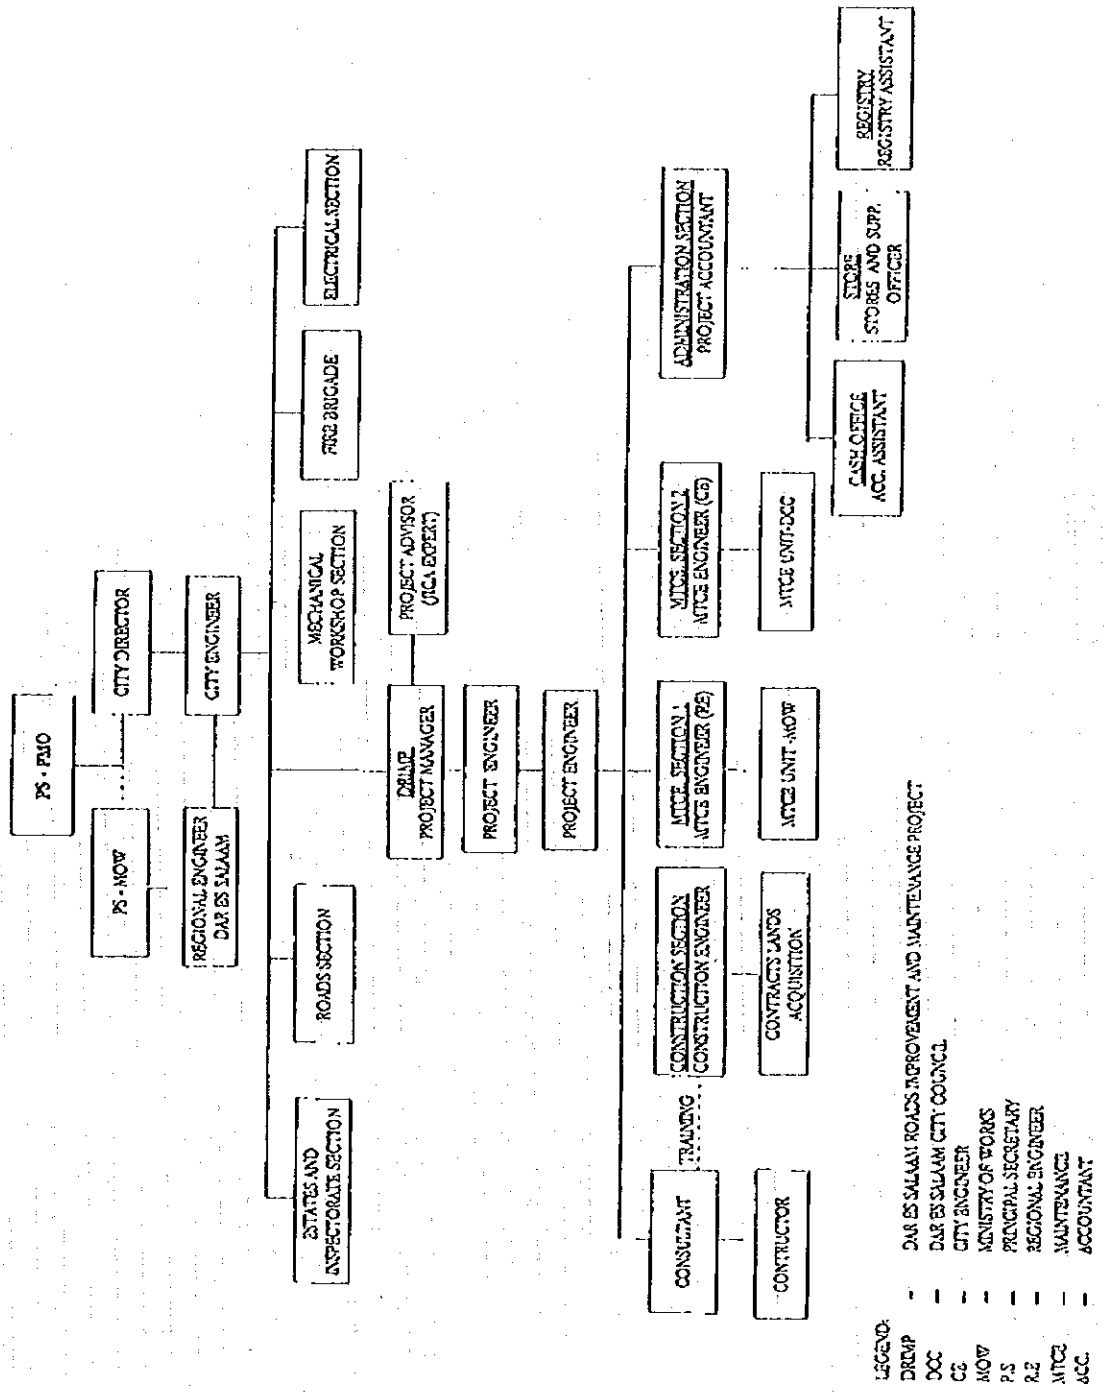 PS - PMO
PS - MOW
CITY DIRECTOR
REGIONAL ENGINEER
DAR ES SALAAM
CITY ENGINEER
ESTATES AND
INSPECTORATE SECTION
ROADS SECTION
MECHANICAL
WORKSHOP SECTION
FIRE BRIGADE
ELECTRICAL SECTION
DRIMP
PROJECT MANAGER
PROJECT ADVISOR
(JICA EXPERT)
PROJECT ENGINEER
PROJECT ENGINEER
CONSULTANT
TRAINING
CONSTRUCTION SECTION
CONSTRUCTION ENGINEER
MTCE. SECTION 1
MTCE ENGINEER (RE)
MTCE. SECTION 2
MTCE ENGINEER (CE)
ADMINISTRATION SECTION
PROJECT ACCOUNTANT
CONTRUCTOR
CONTRACTS LANDS
ACQUISITION
MTCE UNIT -MOW
MTCE UNIT-DCC
CASH OFFICE
ACC. ASSISTANT
STORE
STORES AND SUPP.
OFFICER
REGISTRY
REGISTRY ASSISTANT
LEGEND:
DRIMP - DAR ES SALAAM ROADS IMPROVEMENT AND MAINTENANCE PROJECT
DCC - DAR ES SALAAM CITY COUNCIL
CE - CITY ENGINEER
MOW - MINISTRY OF WORKS
P.S - PRINCIPAL SECRETARY
R.E - REGIONAL ENGINEER
MTCE - MAINTENANCE
ACC. - ACCOUNTANT